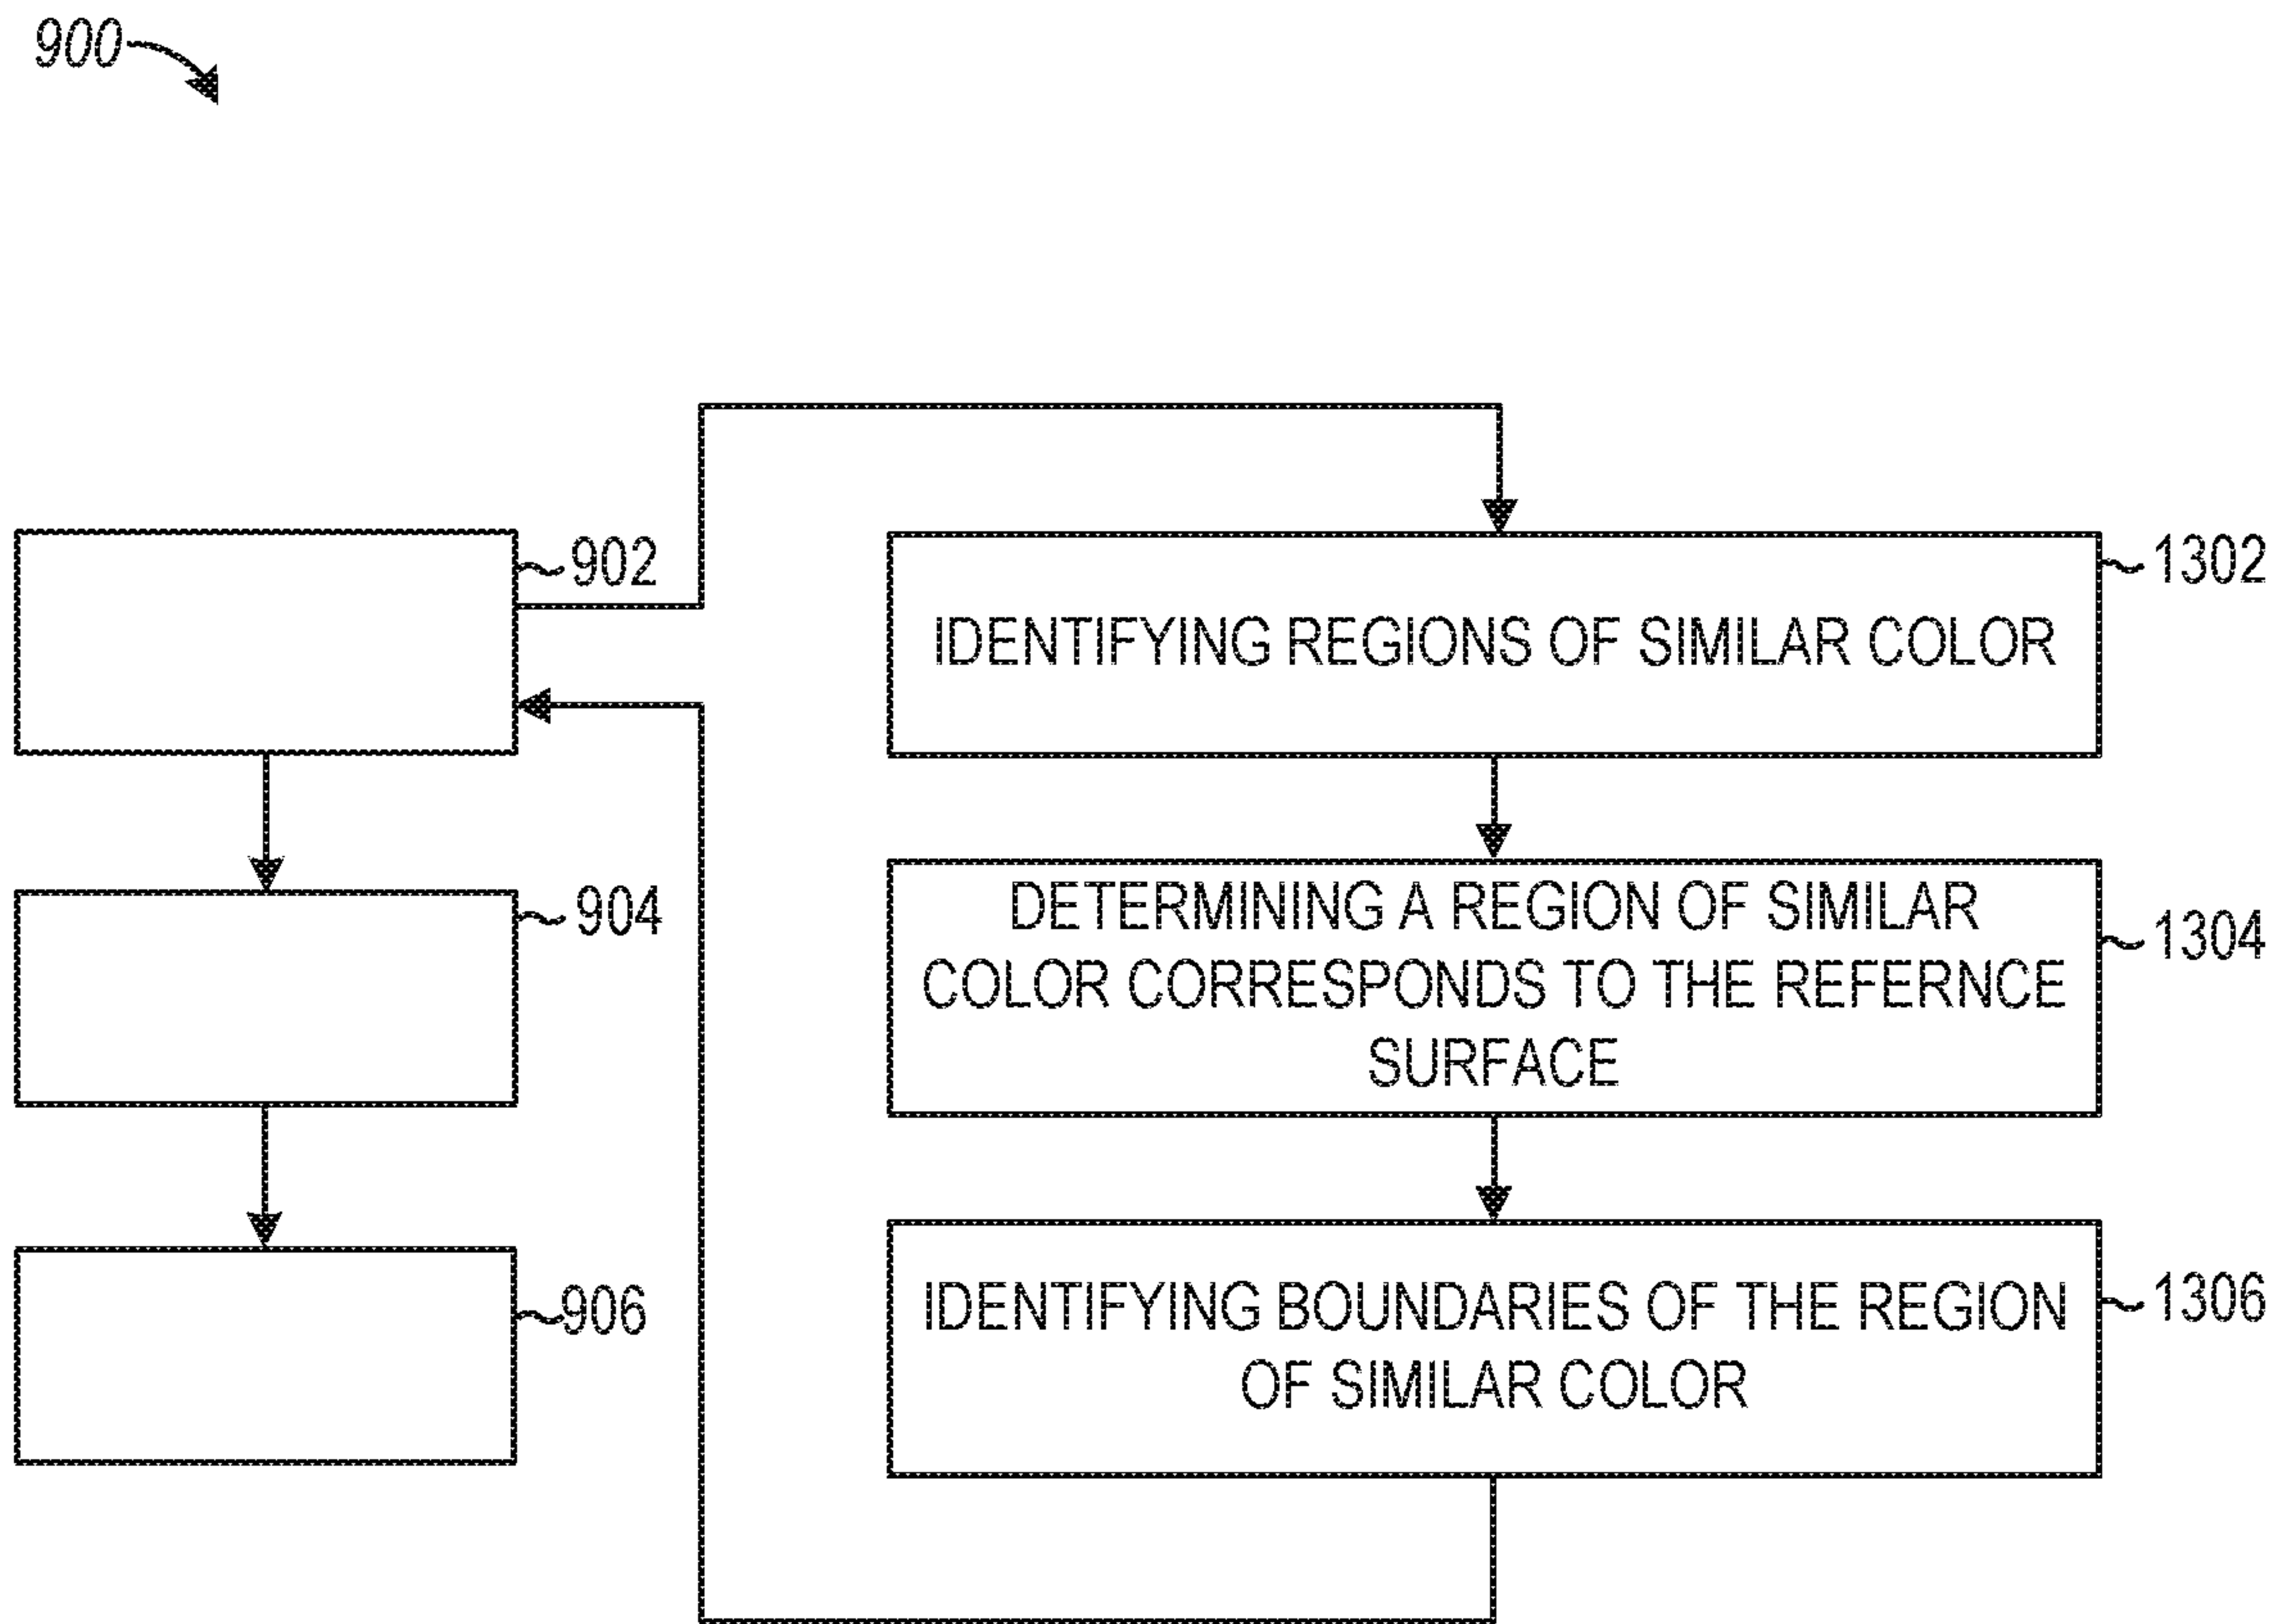 900
902
1302
IDENTIFYING REGIONS OF SIMILAR COLOR
904
1304
DETERMINING A REGION OF SIMILAR
COLOR CORRESPONDS TO THE REFERNCE
SURFACE
906
1306
IDENTIFYING BOUNDARIES OF THE REGION
OF SIMILAR COLOR